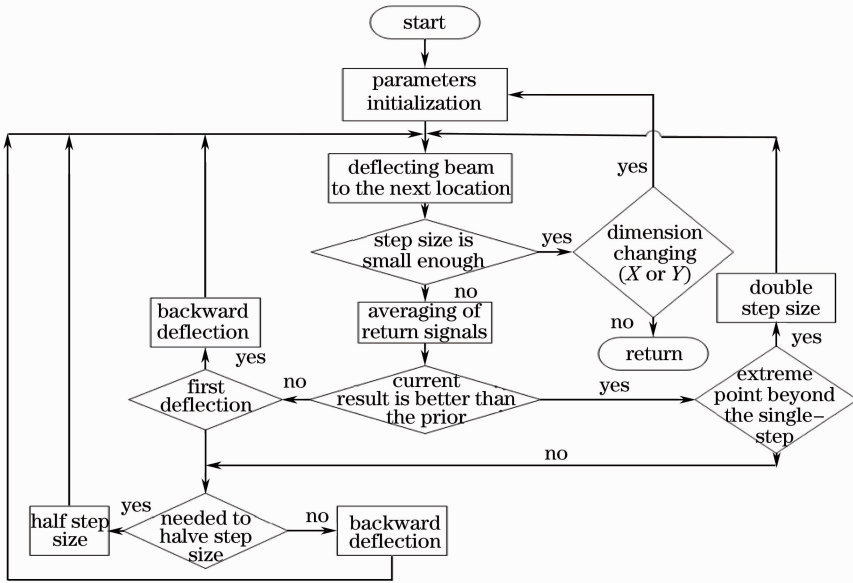 start
parameters
initialization
deflecting beam
to the next location
yes
step size is
small enough
yes
dimension
changing
(X or Y)
no
averaging of
return signals
no
return
double
step size
yes
backward
deflection
yes
first
deflection
no
current
result is better than
the prior
yes
extreme
point beyond
the single–
step
no
half step
size
yes
needed to
halve step
size
no
backward
deflection